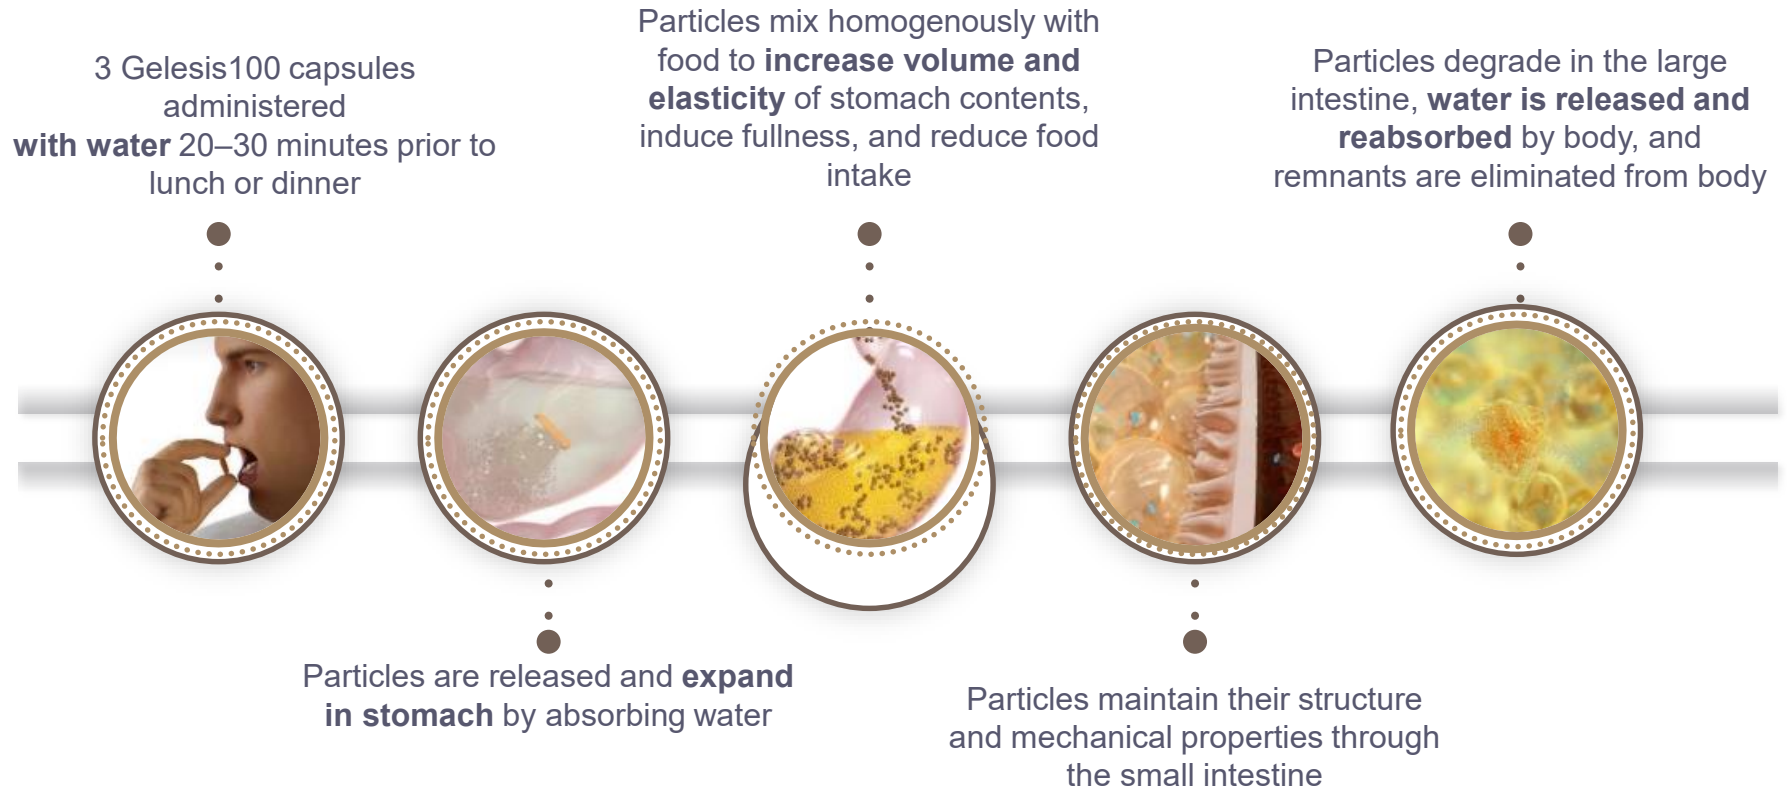 3 Gelesis100 capsules
administered
with water 20–30 minutes prior to
lunch or dinner
Particles are released and expand
in stomach by absorbing water
Particles mix homogenously with
food to increase volume and
elasticity of stomach contents,
induce fullness, and reduce food
intake
Particles maintain their structure
and mechanical properties through
the small intestine
Particles degrade in the large
intestine, water is released and
reabsorbed by body, and
remnants are eliminated from body